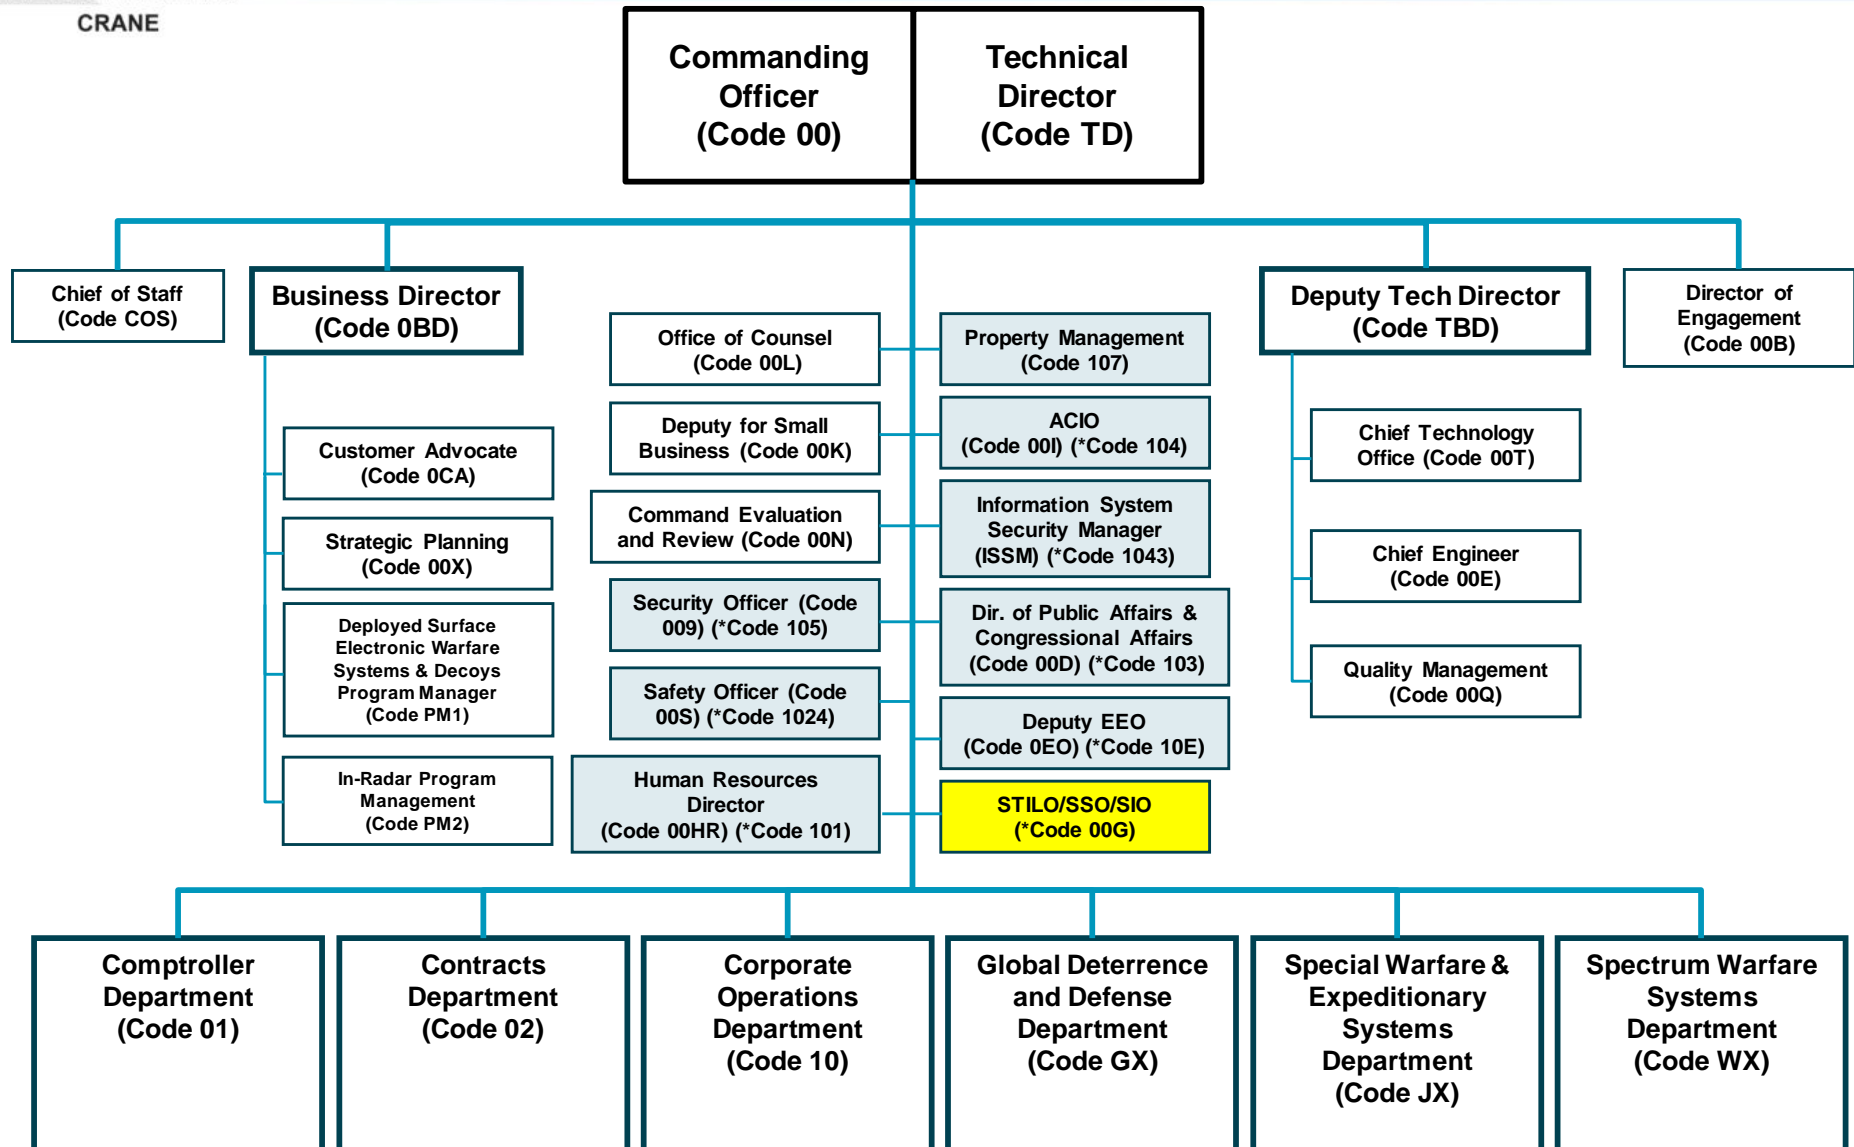 CRANE
Commanding
Officer
(Code 00)
Technical
Director
(Code TD)
Chief of Staff
(Code COS)
Business Director
(Code 0BD)
Deputy Tech Director
(Code TBD)
Director of
Engagement
(Code 00B)
Customer Advocate
(Code 0CA)
Strategic Planning
(Code 00X)
Deployed Surface
Electronic Warfare
Systems & Decoys
Program Manager
(Code PM1)
In-Radar Program
Management
(Code PM2)
Office of Counsel
(Code 00L)
Deputy for Small
Business (Code 00K)
Command Evaluation
and Review (Code 00N)
Security Officer (Code
009) (*Code 105)
Safety Officer (Code
00S) (*Code 1024)
Human Resources
Director
(Code 00HR) (*Code 101)
Property Management
(Code 107)
ACIO
(Code 00I) (*Code 104)
Information System
Security Manager
(ISSM) (*Code 1043)
Dir. of Public Affairs &
Congressional Affairs
(Code 00D) (*Code 103)
Deputy EEO
(Code 0EO) (*Code 10E)
STILO/SSO/SIO
(*Code 00G)
Chief Technology
Office (Code 00T)
Chief Engineer
(Code 00E)
Quality Management
(Code 00Q)
Comptroller
Department
(Code 01)
Contracts
Department
(Code 02)
Corporate
Operations
Department
(Code 10)
Global Deterrence
and Defense
Department
(Code GX)
Special Warfare &
Expeditionary
Systems
Department
(Code JX)
Spectrum Warfare
Systems
Department
(Code WX)